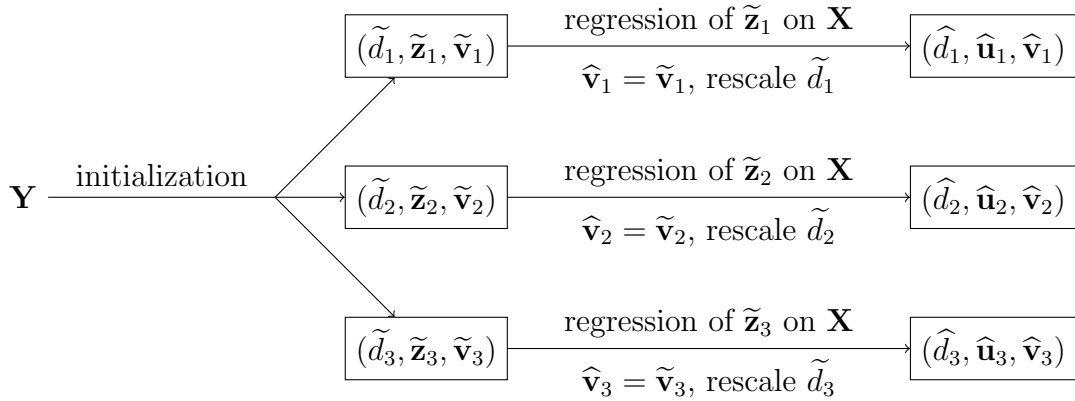 regression of z̃₁ on X
(d̃₁, z̃₁, ṽ₁)
(d̂₁, û₁, v̂₁)
v̂₁ = ṽ₁, rescale d̃₁
regression of z̃₂ on X
Y
initialization
(d̃₂, z̃₂, ṽ₂)
(d̂₂, û₂, v̂₂)
v̂₂ = ṽ₂, rescale d̃₂
regression of z̃₃ on X
(d̃₃, z̃₃, ṽ₃)
(d̂₃, û₃, v̂₃)
v̂₃ = ṽ₃, rescale d̃₃